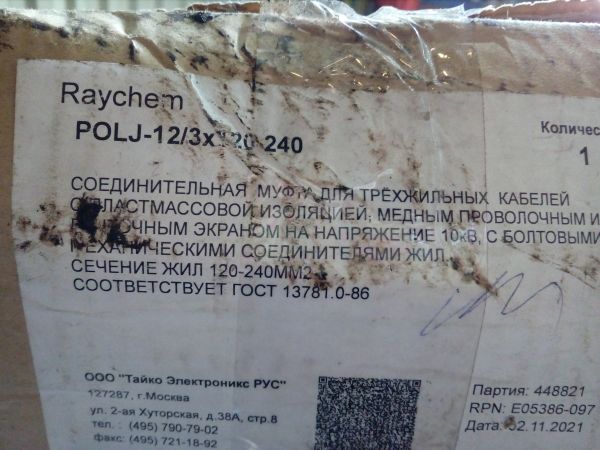 Raychem
POLJ-12/3x120-240
Количес
1
СОЕДИНИТЕЛЬНАЯ МУФТА ДЛЯ ТРЕХЖИЛЬНЫХ КАБЕЛЕЙ
С ПЛАСТМАССОВОЙ ИЗОЛЯЦИЕЙ, МЕДНЫМ ПРОВОЛОЧНЫМ И
ЭКРАНОМ НА НАПРЯЖЕНИЕ 10кВ, С БОЛТОВЫМИ
МЕХАНИЧЕСКИМИ СОЕДИНИТЕЛЯМИ ЖИЛ.
СЕЧЕНИЕ ЖИЛ 120-240ММ2
СООТВЕТСТВУЕТ ГОСТ 13781.0-86
ООО "Тайко Электроникс РУС"
127287, г.Москва
ул. 2-ая Хуторская, д.38А, стр.8
тел. : (495) 790-79-02
факс: (495) 721-18-92
Партия: 448821
RPN: E05386-097
Дата: 02.11.2021